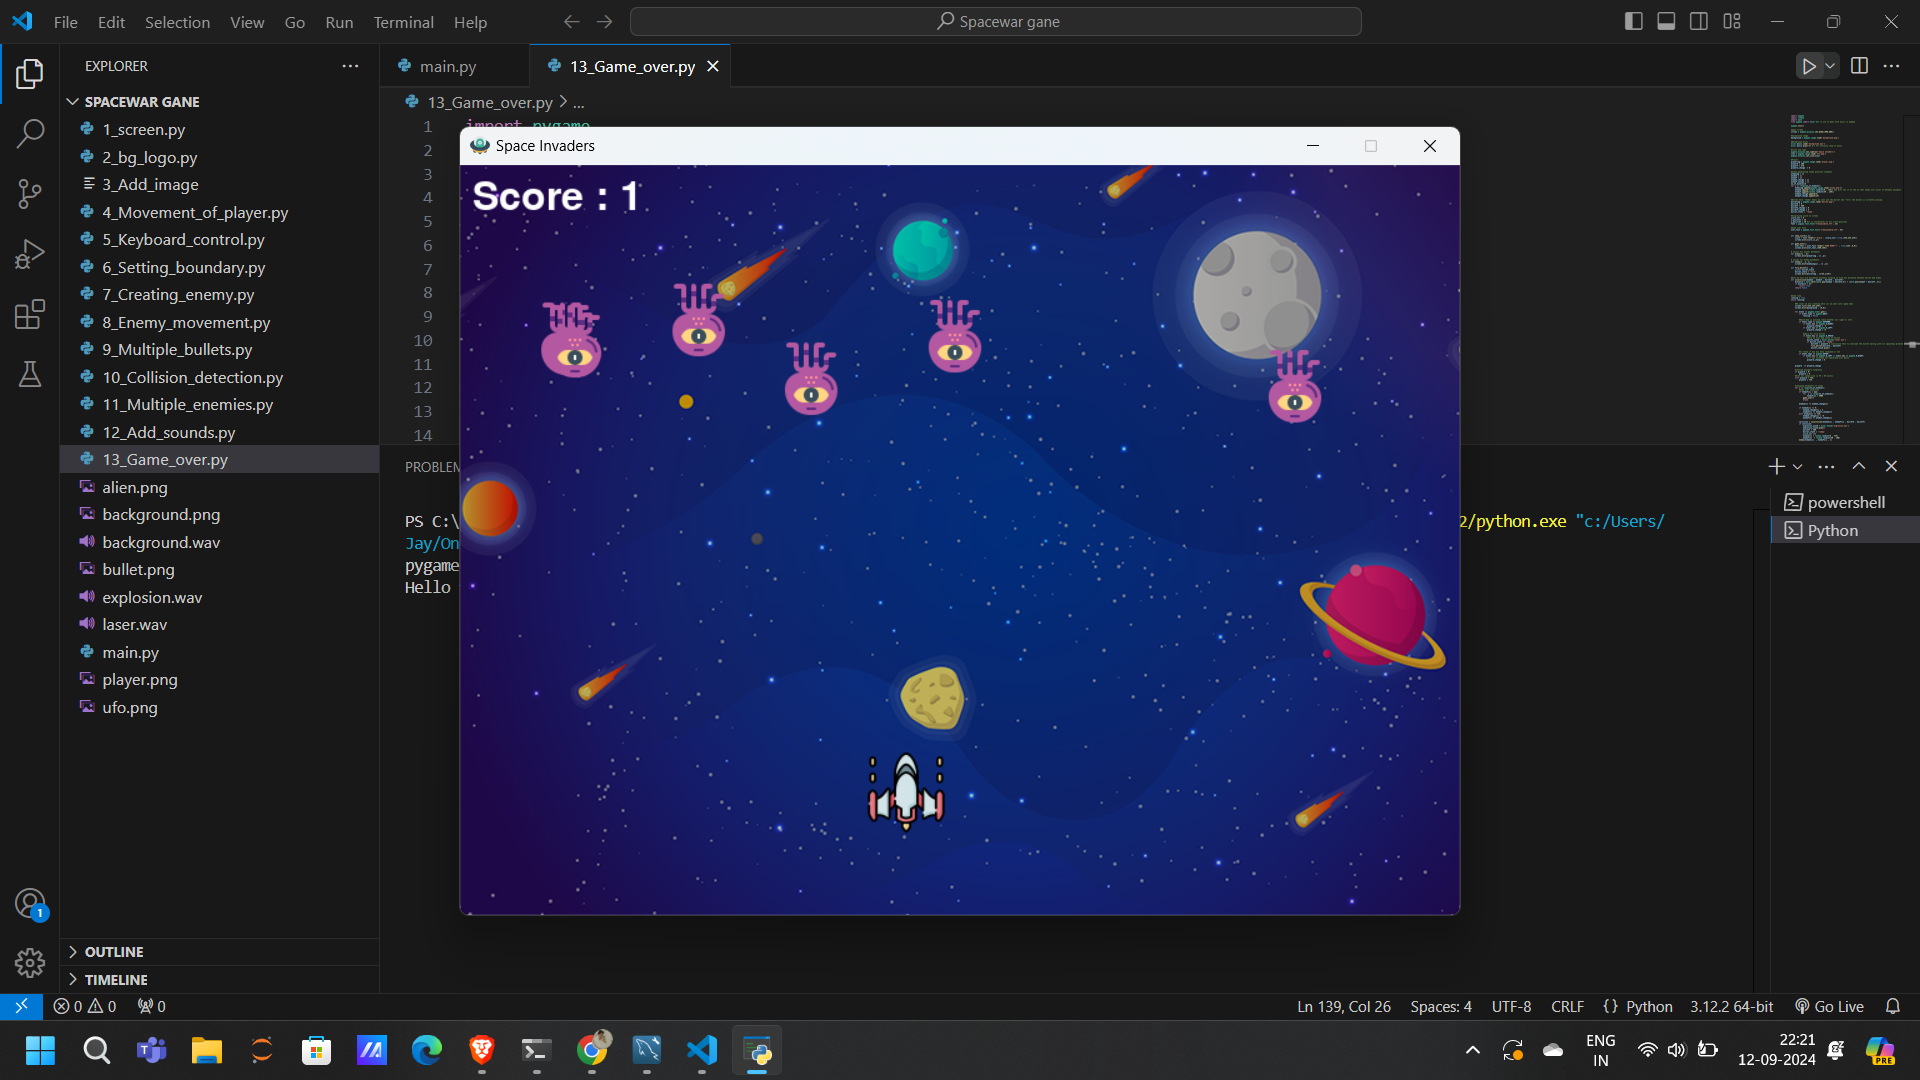 File Edit Selection View Go Run Terminal Help
Spacewar gane
EXPLORER
SPACEWAR GANE
1_screen.py
2_bg_logo.py
3_Add_image
4_Movement_of_player.py
5_Keyboard_control.py
6_Setting_boundary.py
7_Creating_enemy.py
8_Enemy_movement.py
9_Multiple_bullets.py
10_Collision_detection.py
11_Multiple_enemies.py
12_Add_sounds.py
13_Game_over.py
alien.png
background.png
background.wav
bullet.png
explosion.wav
laser.wav
main.py
player.png
ufo.png
OUTLINE
TIMELINE
main.py
13_Game_over.py
13_Game_over.py > ...
1 import pygame
2
3
4
5
6
7
8
9
10
11
12
13
14
Space Invaders
Score : 1
PROBLEM
PS C:\
2/python.exe "c:/Users/
Jay/On
pygame
Hello
powershell
Python
1
0 0 0
Ln 139, Col 26 Spaces: 4 UTF-8 CRLF {} Python 3.12.2 64-bit Go Live
ENG
IN
22:21
12-09-2024
PRE